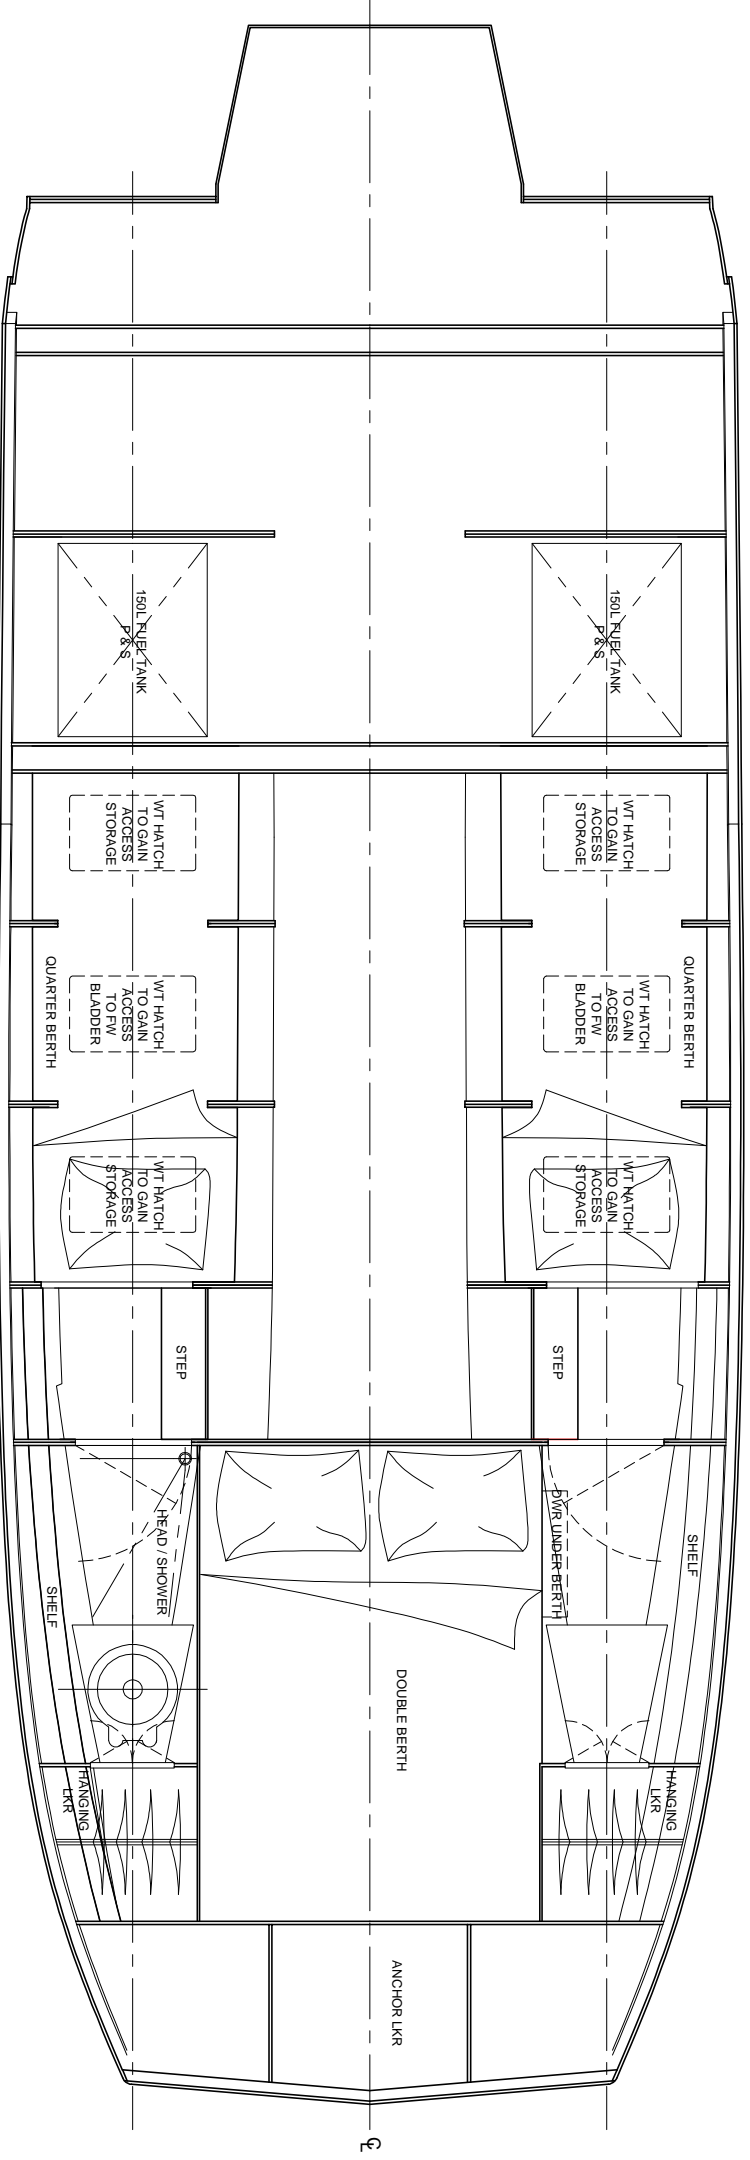 150L FUEL TANK
P & S
150L FUEL TANK
P & S
WT HATCH
TO GAIN
ACCESS
STORAGE
WT HATCH
TO GAIN
ACCESS
STORAGE
QUARTER BERTH
WT HATCH
TO GAIN
ACCESS
TO FW
BLADDER
WT HATCH
TO GAIN
ACCESS
TO FW
BLADDER
QUARTER BERTH
WT HATCH
TO GAIN
ACCESS
STORAGE
WT HATCH
TO GAIN
ACCESS
STORAGE
STEP
STEP
HEAD / SHOWER
DWR UNDER BERTH
SHELF
SHELF
DOUBLE BERTH
HANGING
LKR
HANGING
LKR
ANCHOR LKR
CL